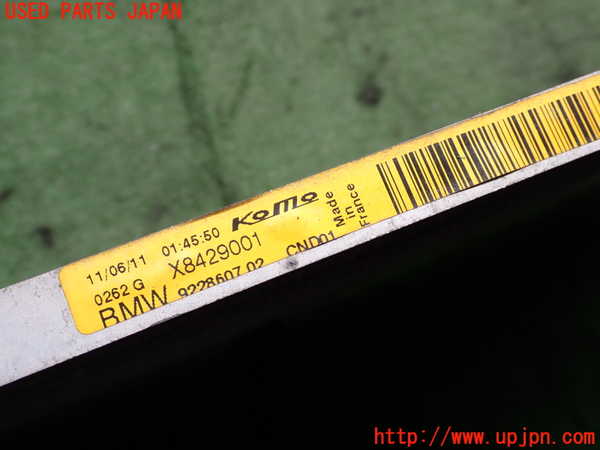 USED PARTS JAPAN
11/06/11 01:45:50 KoMo Made in France
0262 G X8429001
BMW 9228607 02 CND01
http://www.upjpn.com/